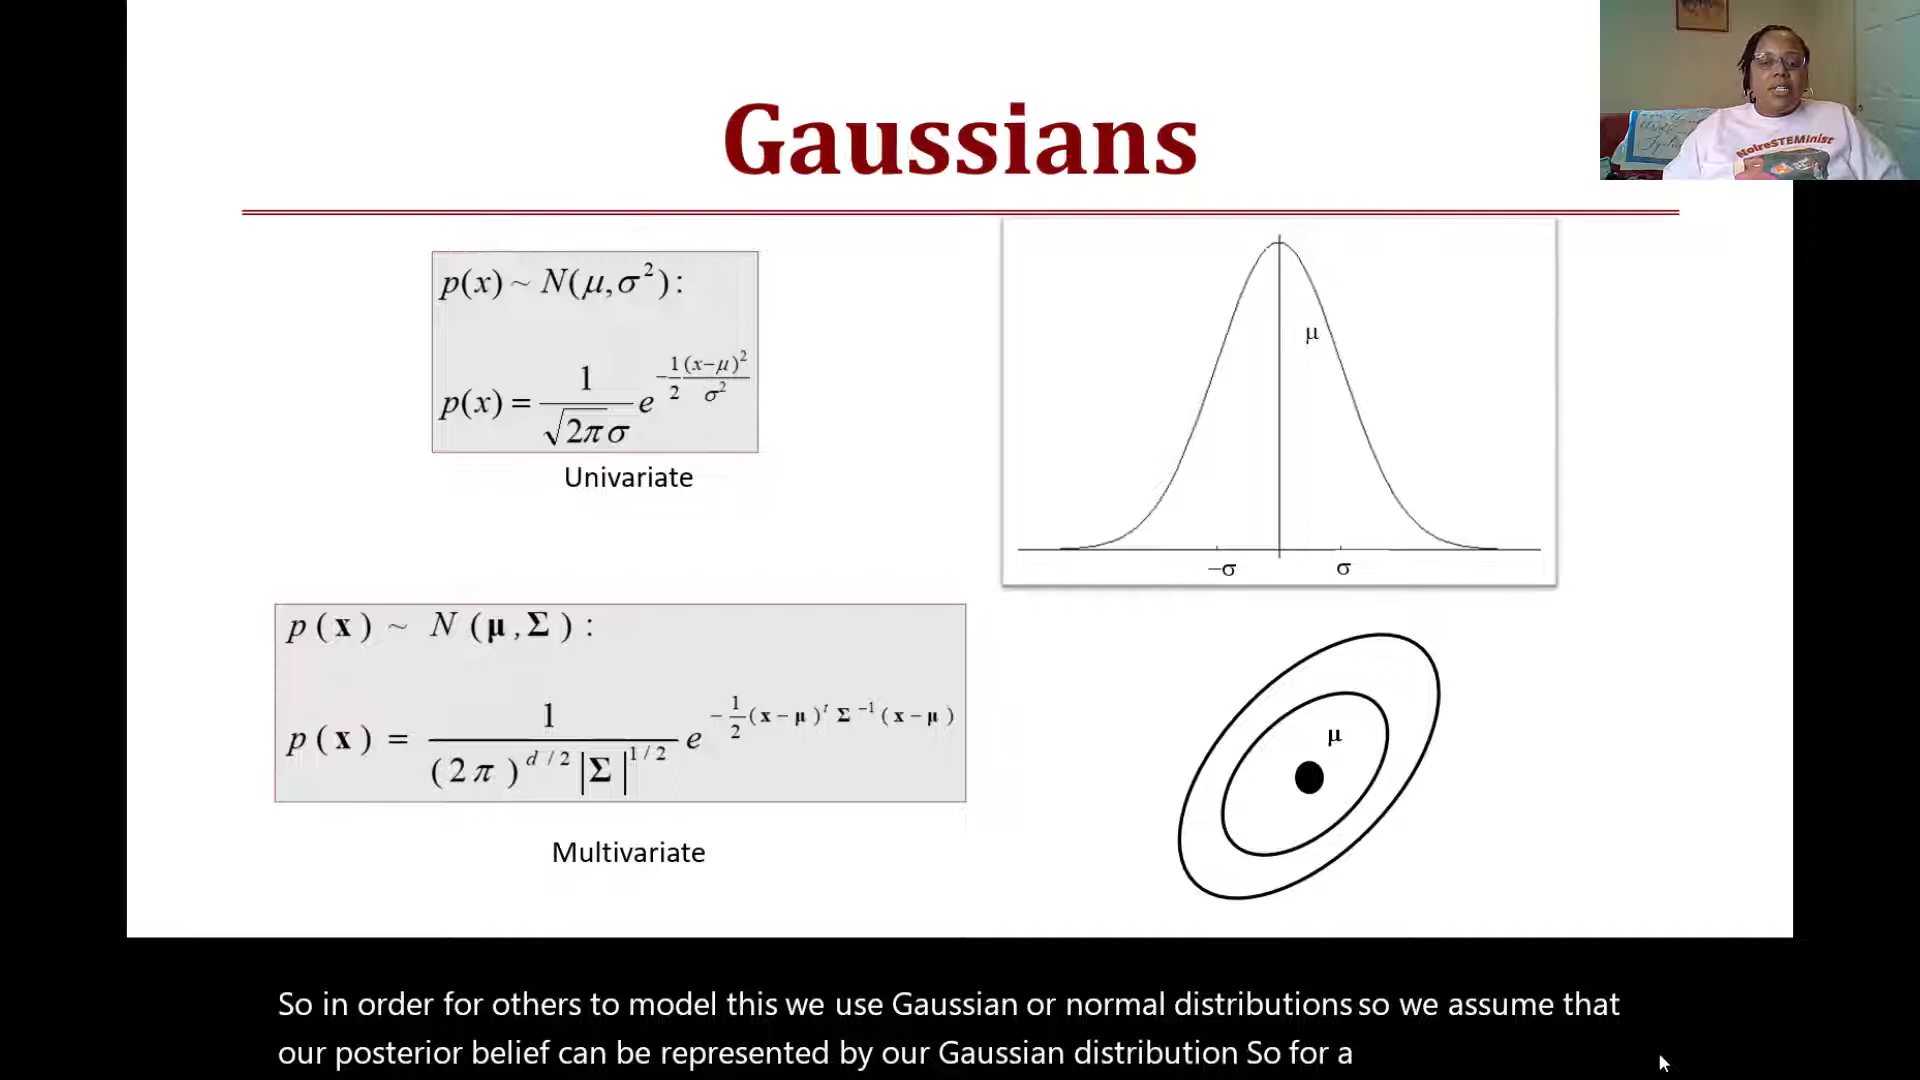 Gaussians
NoireSTEMinist
p(x) ~ N(μ,σ²):
p(x) = 1/(√2π σ) e^(-1/2 (x-μ)²/σ²)
Univariate
μ
-σ σ
p(x) ~ N(μ,Σ):
p(x) = 1/((2π)^(d/2) |Σ|^(1/2)) e^(-1/2 (x-μ)^t Σ^-1 (x-μ))
Multivariate
μ
So in order for others to model this we use Gaussian or normal distributions so we assume that
our posterior belief can be represented by our Gaussian distribution So for a